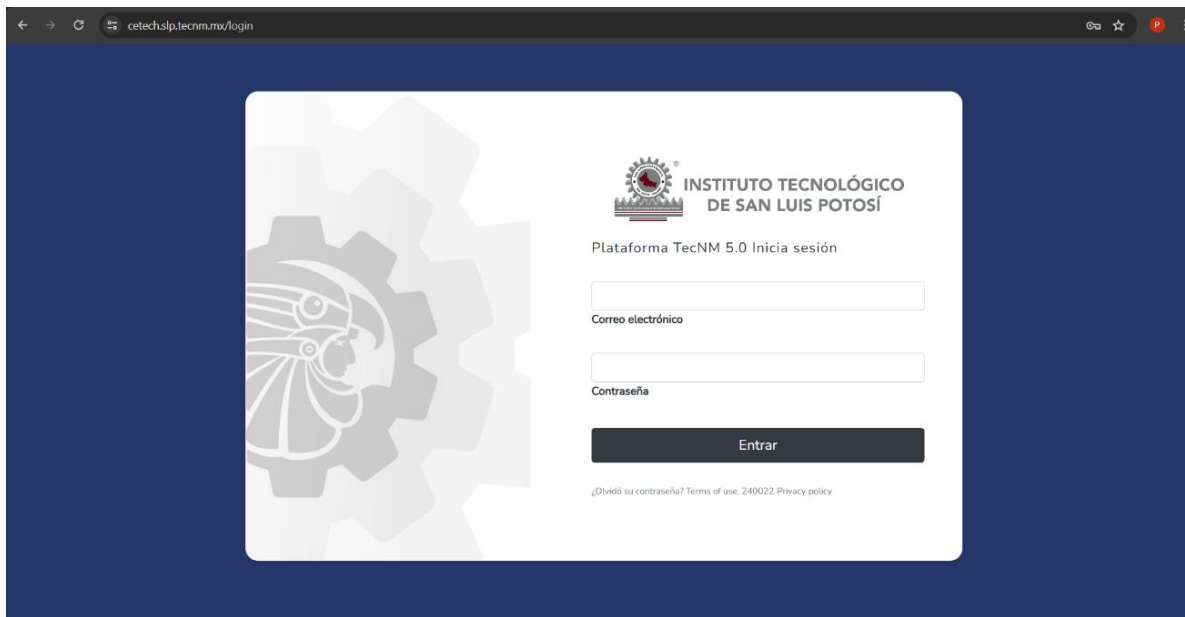 cetech.slp.tecnm.mx/login
P
INSTITUTO TECNOLÓGICO
DE SAN LUIS POTOSÍ
Plataforma TecNM 5.0 Inicia sesión
Correo electrónico
Contraseña
Entrar
¿Olvidó su contraseña? Terms of use. 240022 Privacy policy